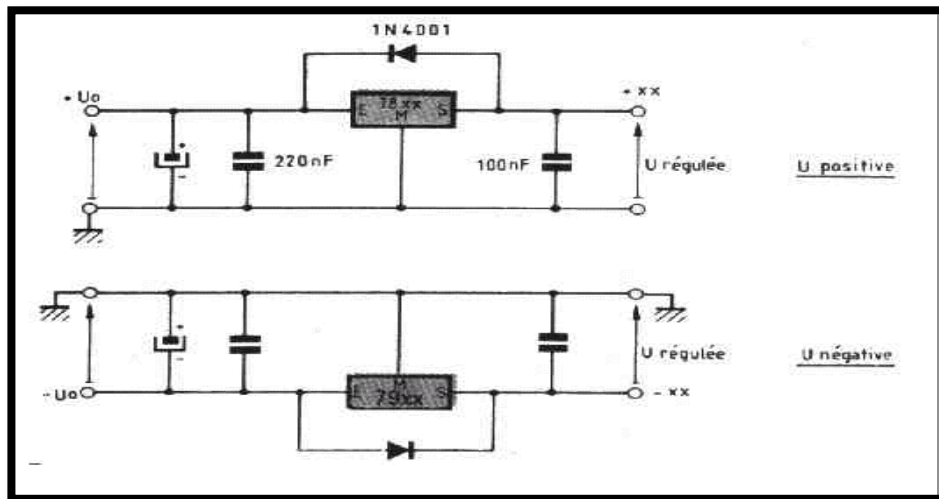 1N4001
+ Uo
E 78xx S
M
+ xx
+
-
220nF
100nF
U régulée
U positive
+
-
U régulée
U négative
M
- Uo
E 79xx S
- xx